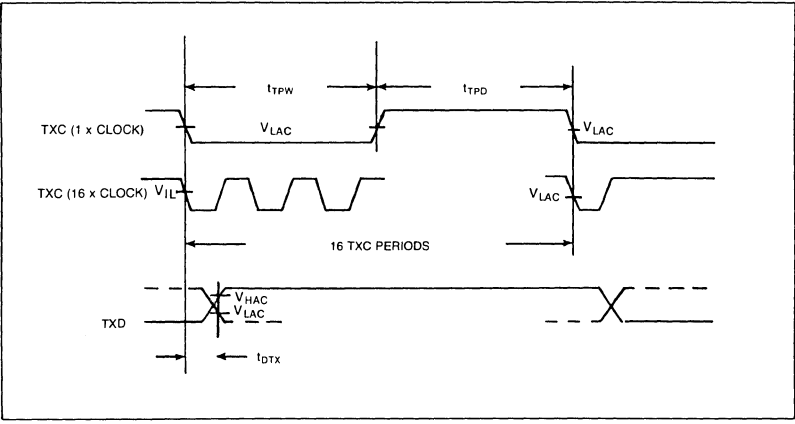 tTPW
tTPD
TXC (1 x CLOCK)
VLAC
VLAC
TXC (16 x CLOCK)
VIL
VLAC
16 TXC PERIODS
VHAC
VLAC
TXD
tDTX